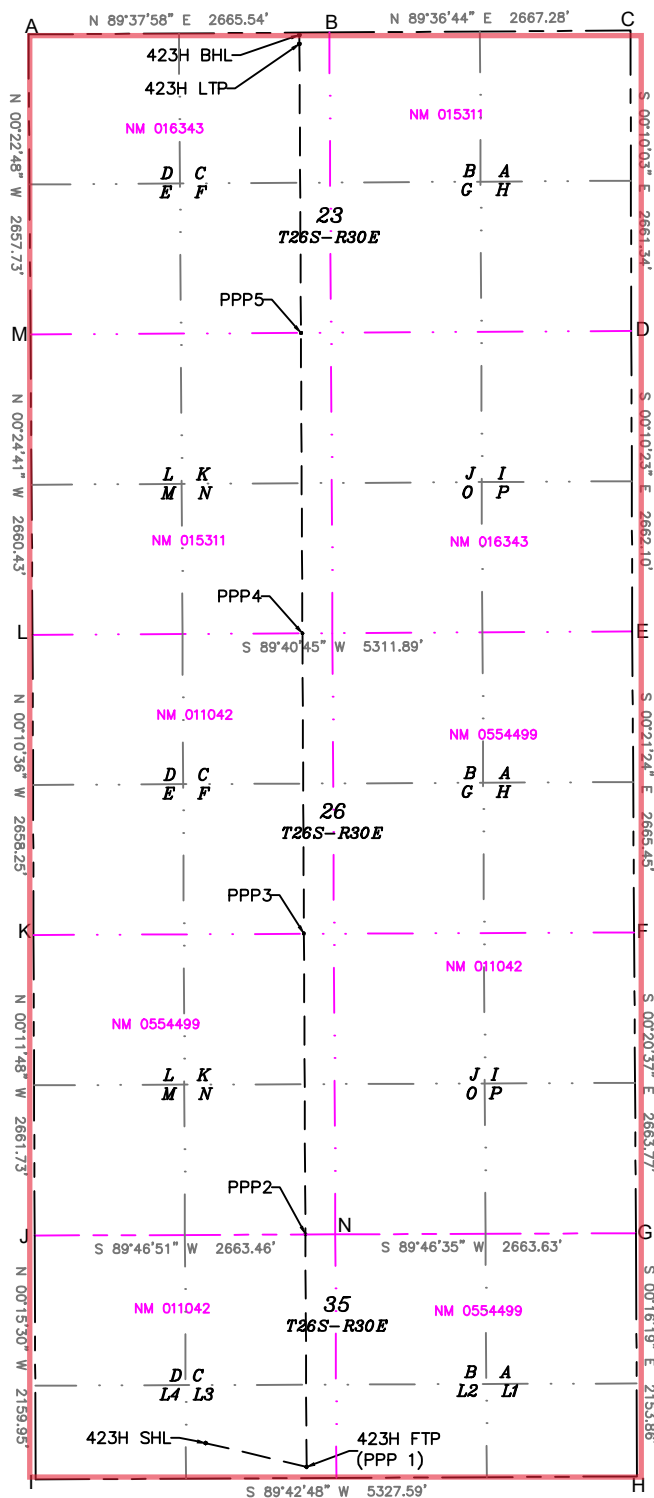 N 89°37'58" E 2665.54'
N 89°36'44" E 2667.28'
A
B
C
423H BHL
423H LTP
NM 016343
NM 015311
N 00°22'48" W 2657.73'
S 00°10'03" E 2661.34'
D C
E F
B A
G H
23
T26S-R30E
PPP5
M
D
N 00°24'41" W 2660.43'
S 00°10'23" E 2662.10'
L K
M N
J I
O P
NM 015311
NM 016343
PPP4
L
E
S 89°40'45" W 5311.89'
N 00°10'36" W 2658.25'
S 00°21'24" E 2665.45'
NM 011042
NM 0554499
D C
E F
B A
G H
26
T26S-R30E
PPP3
K
F
NM 011042
NM 0554499
N 00°11'48" W 2661.73'
S 00°20'37" E 2663.77'
L K
M N
J I
O P
PPP2
J
N
G
S 89°46'51" W 2663.46'
S 89°46'35" W 2663.63'
N 00°15'30" W 2159.95'
S 00°16'19" E 2153.86'
NM 011042
35
T26S-R30E
NM 0554499
D C
L4 L3
B A
L2 L1
423H SHL
423H FTP
(PPP 1)
I
H
S 89°42'48" W 5327.59'